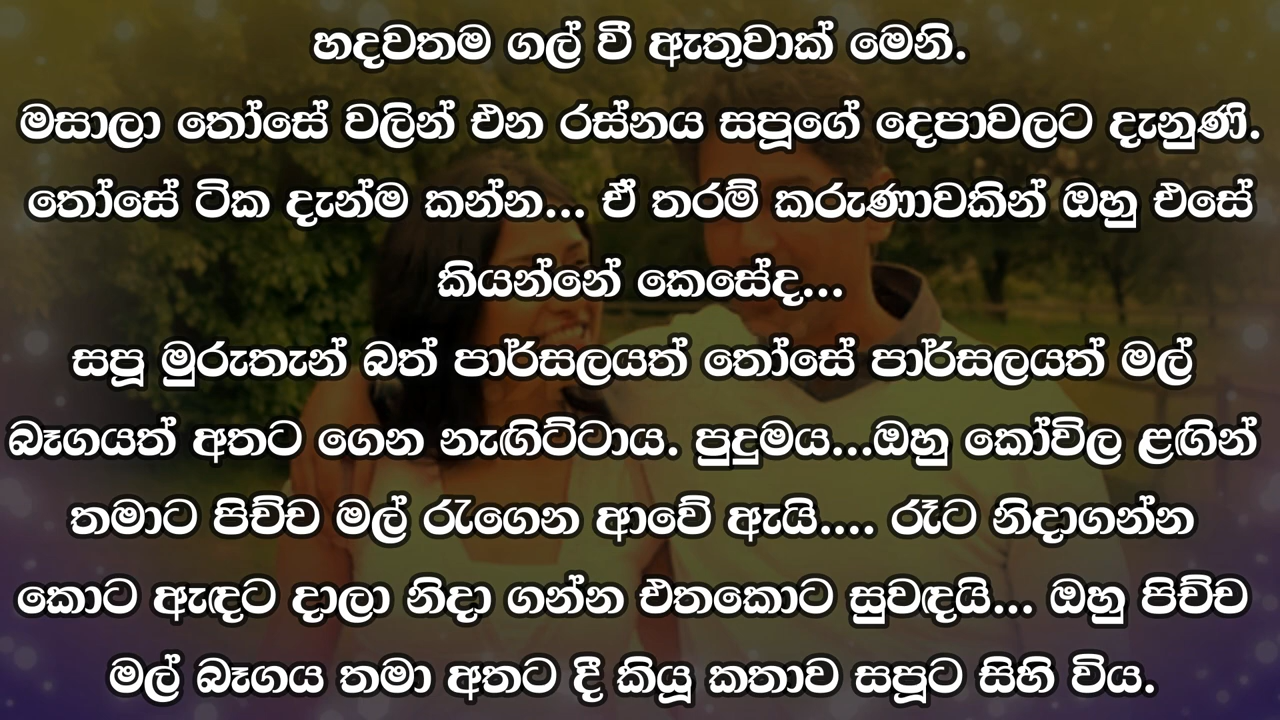 හදවතම ගල් වී ඇතුවාක් මෙනි.
මසාලා තෝසේ වලින් එන රස්නය සපූගේ දෙපාවලට දැනුණි.
තෝසේ ටික දැන්ම කන්න... ඒ තරම් කරුණාවකින් ඔහු එසේ
කියන්නේ කෙසේද...
සපූ මුරුතැන් බත් පාර්සලයත් තෝසේ පාර්සලයත් මල්
බෑගයත් අතට ගෙන නැඟිට්ටාය. පුදුමය...ඔහු කෝවිල ළඟින්
තමාට පිච්ච මල් රැගෙන ආවේ ඇයි.... රෑට නිදාගන්න
කොට ඇඳට දාලා නිදා ගන්න එතකොට සුවඳයි... ඔහු පිච්ච
මල් බෑගය තමා අතට දී කියූ කතාව සපූට සිහි විය.